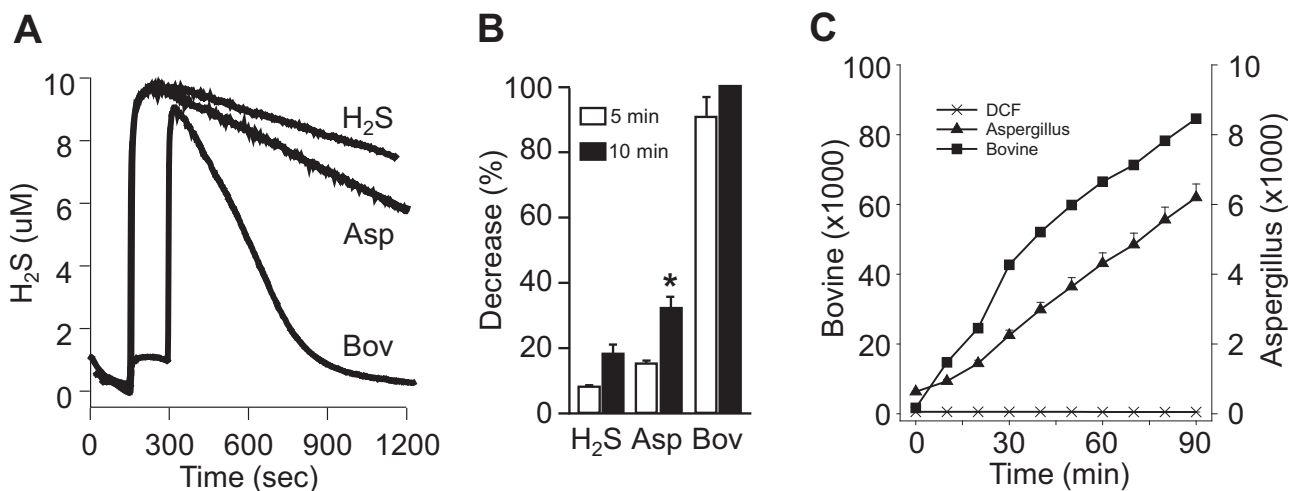 A
H2S (uM)
10
8
6
4
2
0
H2S
Asp
Bov
0 300 600 900 1200
Time (sec)
B
Decrease (%)
100
80
60
40
20
0
5 min
10 min
*
H2S Asp Bov
C
Bovine (x1000)
100
80
60
40
20
0
DCF
Aspergillus
Bovine
10
8
6
4
2
0
Aspergillus (x1000)
0 30 60 90
Time (min)